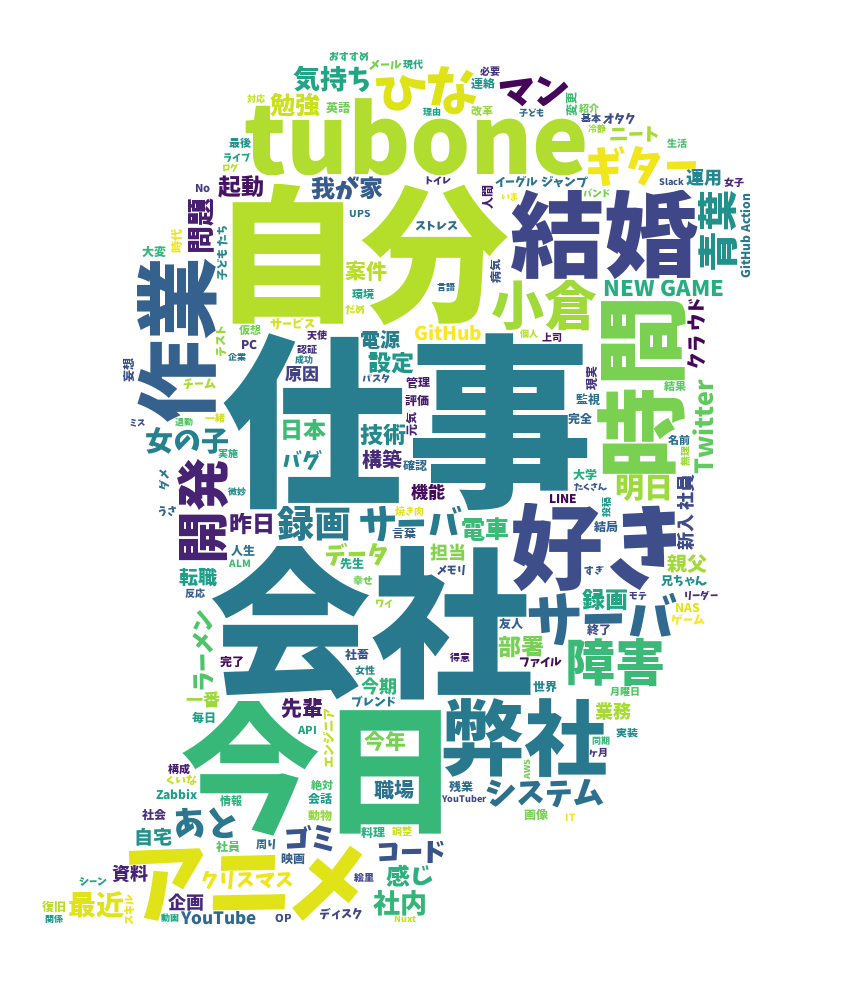 おすすめ
メール
現代
必要
気持ち
ひな
連絡
マン
対応
勉強
英語
理由
改革
子ども
変更
紹介
基本
オタク
冷静
ニート
生活
最後
ライブ
ログ
tubone
ギター
No
起動
我が家
トイレ
人間
イーグル ジャンプ
いま
バンド
Slack
運用
女子
UPS
問題
自分
ストレス
結婚
青葉
GitHub Action
時代
子どもたち
大変
案件
病気
環境
言語
だめ
小倉
NEW GAME
作業
テスト
仮想
サービス
天使
電源
GitHub
個人
上司
時間
クラウド
妄想
PC
企業
認証
成功
原因
設定
パスタ
管理
現実
結果
Twitter
チーム
仕事
評価
元気
監視
ミス
通勤
一緒
完全
女の子
日本
技術
名前
無理
実施
バグ
構築
確認
大学
たくさん
ダメ
開発
微妙
機能
明日
新入 社員
LINE
投稿
うさ
昨日
録画
サーバ
焼き肉
言葉
電車
好き
結局
人生
ALM
データ
先生
担当
親父
転職
反応
幸せ
メモリ
すぎ
兄ちゃん
会社
ワイ
録画
モテ
リーダー
NAS
ゲーム
ラーメン
友人
サーバ
終了
完了
社畜
女性
得意
部署
ファイル
障害
一番
今期
ブレンド
世界
月曜日
毎日
先輩
今日
弊社
業務
API
エンジニア
今年
実装
同期
ヶ月
構成
くいな
Zabbix
情報
絶対
会話
職場
残業
YouTuber
AWS
システム
社会
あと
動物
画像
IT
自宅
社員
周り
ゴミ
料理
調整
コード
シーン
資料
アニメ
クリスマス
映画
絵里
感じ
復旧
関係
最近
スキル
企画
動画
YouTube
OP
ディスク
社内
Nuxt